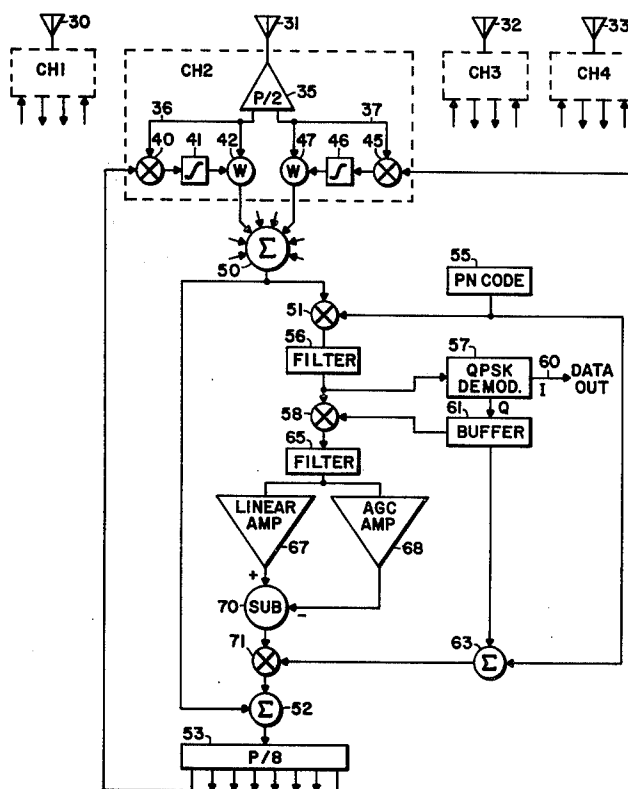 30
31
32
33
CH1
CH2
CH3
CH4
P/2
35
36
37
40
41
42
47
46
45
W
W
Σ
50
55
PN CODE
51
56
FILTER
57
QPSK
DEMOD.
60
I
DATA
OUT
58
61
Q
BUFFER
65
FILTER
LINEAR
AMP
67
AGC
AMP
68
+
70
SUB
−
71
63
Σ
Σ
52
53
P/8